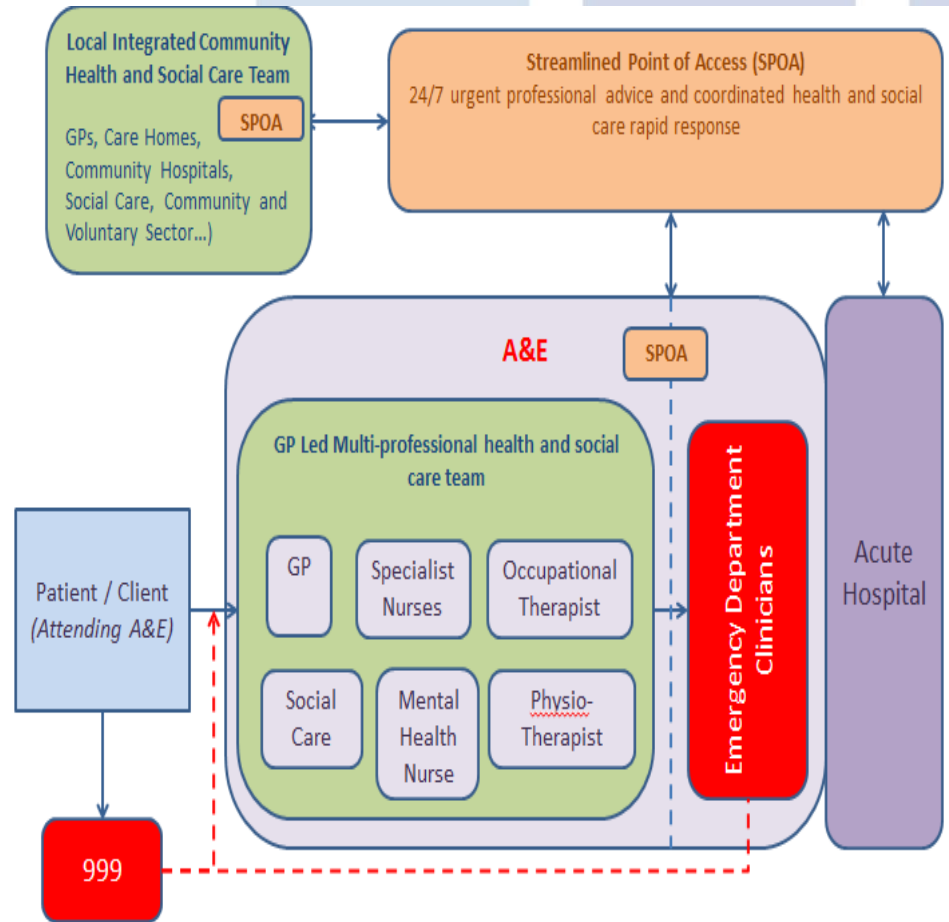 Local Integrated Community
Health and Social Care Team
SPOA
GPs, Care Homes,
Community Hospitals,
Social Care, Community and
Voluntary Sector...)
Streamlined Point of Access (SPOA)
24/7 urgent professional advice and coordinated health and social
care rapid response
A&E
SPOA
GP Led Multi-professional health and social
care team
GP
Specialist
Nurses
Occupational
Therapist
Social
Care
Mental
Health
Nurse
Physio-
Therapist
Emergency Department
Clinicians
Acute
Hospital
Patient / Client
(Attending A&E)
999